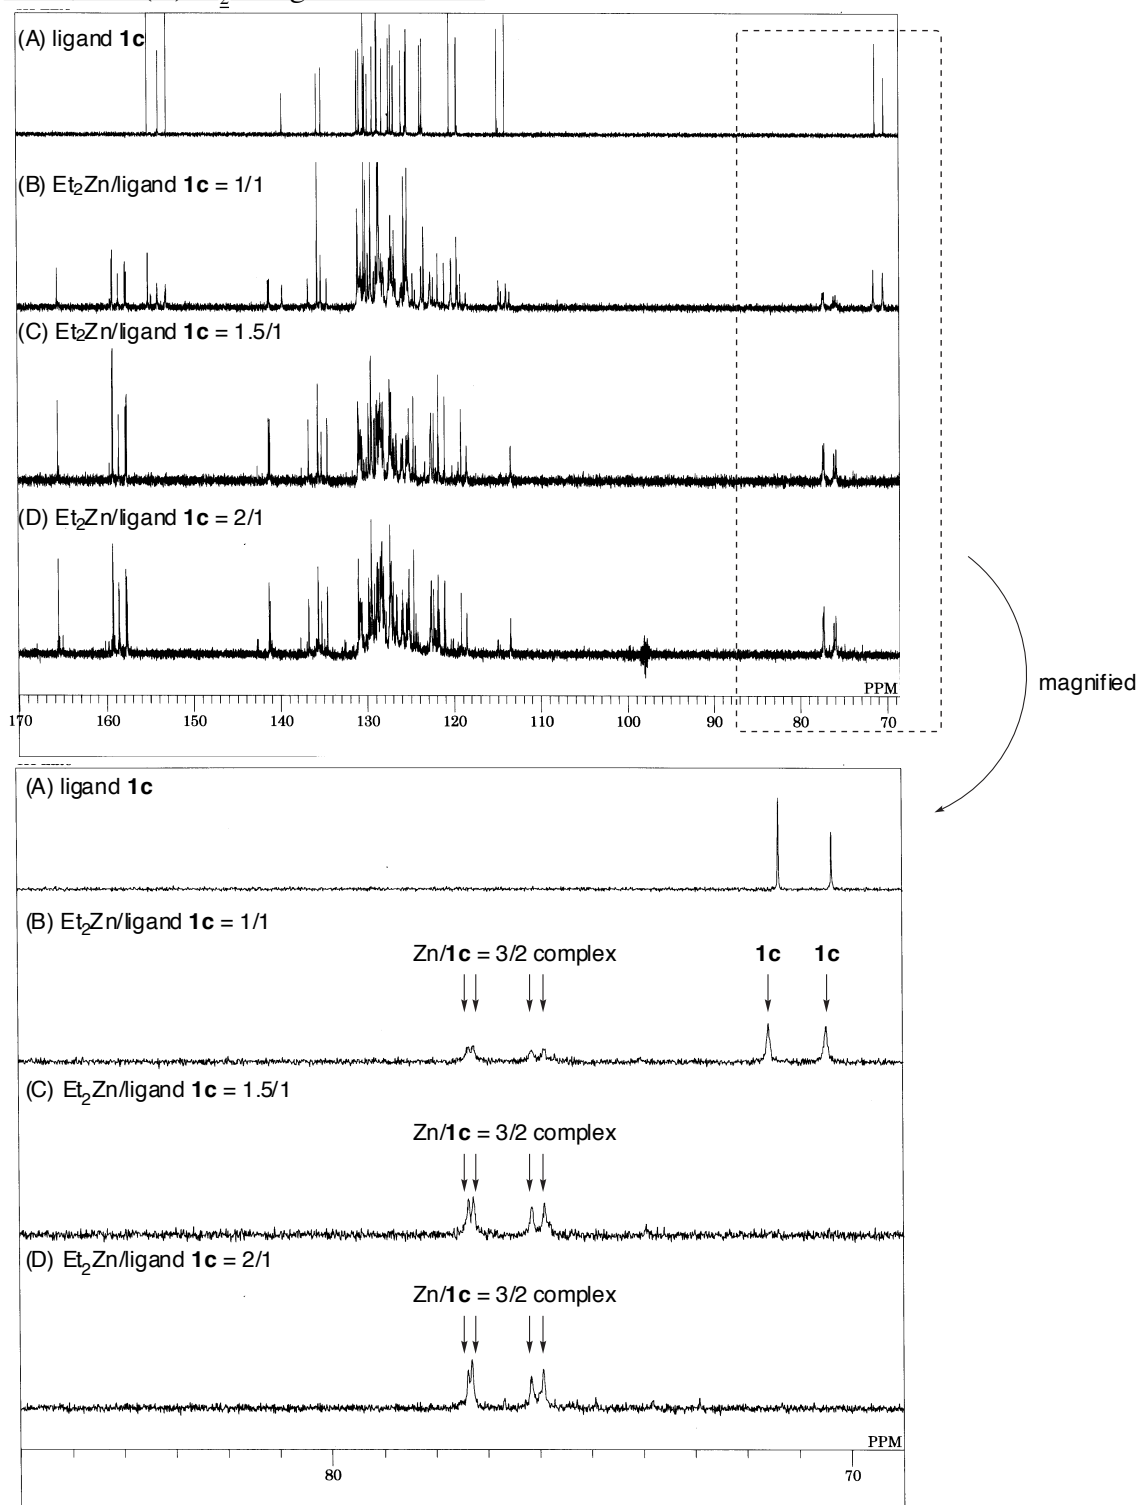 (A) ligand 1c
(B) Et2Zn/ligand 1c = 1/1
(C) Et2Zn/ligand 1c = 1.5/1
(D) Et2Zn/ligand 1c = 2/1
PPM
170 160 150 140 130 120 110 100 90 80 70
magnified
(A) ligand 1c
(B) Et2Zn/ligand 1c = 1/1
Zn/1c = 3/2 complex 1c 1c
(C) Et2Zn/ligand 1c = 1.5/1
Zn/1c = 3/2 complex
(D) Et2Zn/ligand 1c = 2/1
Zn/1c = 3/2 complex
PPM
80 70